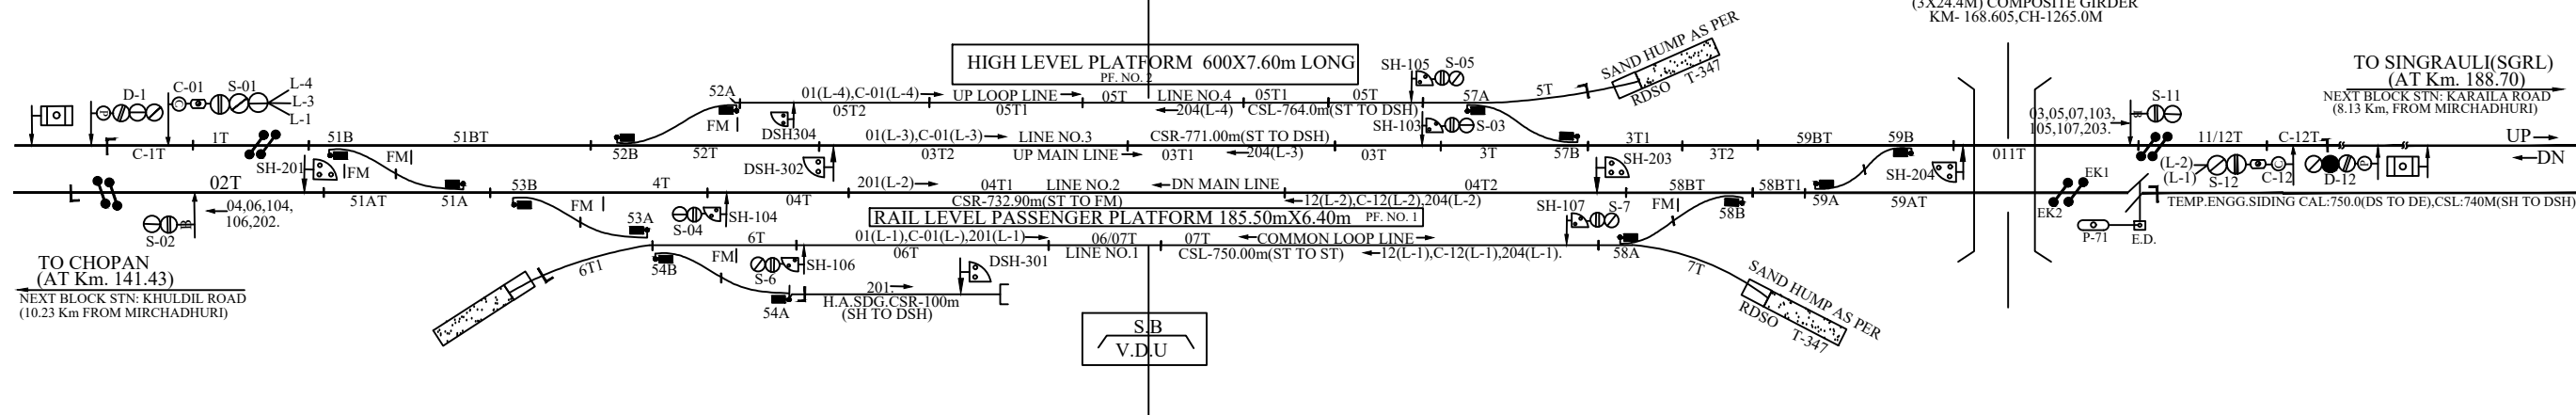 (3X24.4M) COMPOSITE GIRDER
KM- 168.605,CH-1265.0M
HIGH LEVEL PLATFORM 600X7.60m LONG
PF. NO. 2
SAND HUMP AS PER
RDSO T-347
TO SINGRAULI(SGRL)
(AT Km. 188.70)
NEXT BLOCK STN: KARAILA ROAD
(8.13 Km, FROM MIRCHADHURI)
D-1
C-01
S-01
L-4
L-3
L-1
P
C
52A
01(L-4),C-01(L-4)
UP LOOP LINE
05T
LINE NO.4
05T1
05T
SH-105
S-05
57A
5T
FM
DSH304
05T2
05T1
204(L-4)
CSL-764.0m(ST TO DSH)
03,05,07,103,
105,107,203.
S-11
B
C-1T
1T
51B
51BT
52B
52T
01(L-3),C-01(L-3)
LINE NO.3
CSR-771.00m(ST TO DSH)
SH-103
S-03
57B
3T1
59BT
59B
11/12T
C-12T
UP
DN
03T2
UP MAIN LINE
03T1
204(L-3)
03T
3T
3T2
011T
SH-201
FM
FM
DSH-302
SH-203
SH-204
(L-2)
(L-1)
S-12
C
C-12
P
D-12
02T
51AT
51A
53B
4T
04T
201(L-2)
04T1
LINE NO.2
DN MAIN LINE
04T2
58BT
58BT1
59A
59AT
EK1
EK2
CSR-732.90m(ST TO FM)
12(L-2),C-12(L-2),204(L-2)
TEMP.ENGG.SIDING CAL:750.0(DS TO DE),CSL:740M(SH TO DSH)
04,06,104,
106,202.
S-02
B
FM
53A
S-04
SH-104
RAIL LEVEL PASSENGER PLATFORM 185.50mX6.40m PF. NO. 1
SH-107
S-7
FM
58B
P-71
P
E.D.
6T
01(L-1),C-01(L-),201(L-1)
06/07T
07T
COMMON LOOP LINE
06T
LINE NO.1
CSL-750.00m(ST TO ST)
12(L-1),C-12(L-1),204(L-1).
58A
7T
TO CHOPAN
(AT Km. 141.43)
NEXT BLOCK STN: KHULDIL ROAD
(10.23 Km FROM MIRCHADHURI)
6T1
54B
FM
S-6
SH-106
DSH-301
54A
201.
H.A.SDG.CSR-100m
(SH TO DSH)
SAND HUMP AS PER
RDSO T-347
S.B
V.D.U